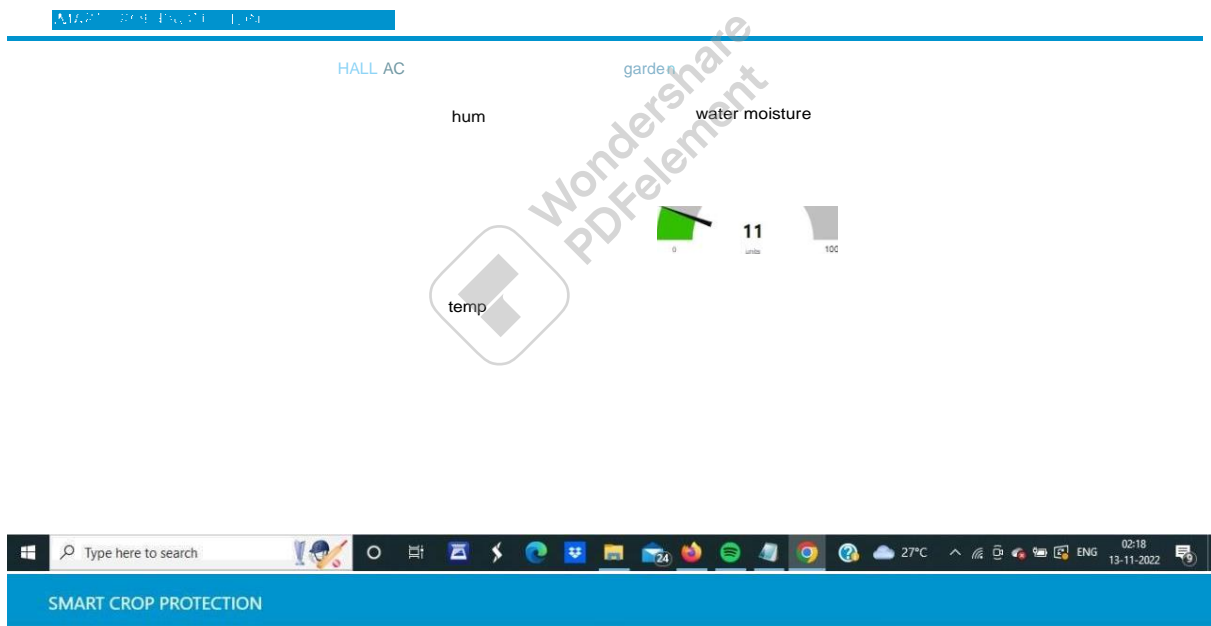 HALL AC garden
hum water moisture
Wondershare
PDFelement
11
0 units 100
temp
Type here to search 24 27°C ENG 02:18
13-11-2022 9
SMART CROP PROTECTION